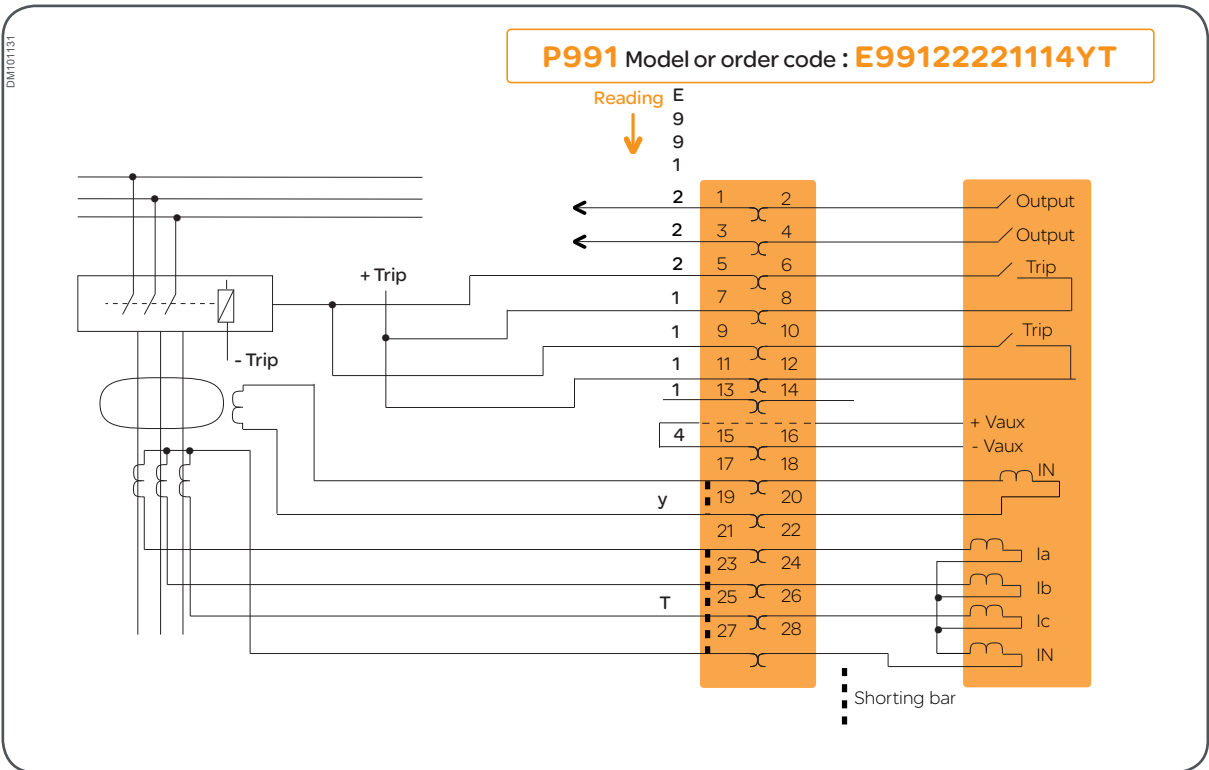 DM101131
P991 Model or order code : E99122221114YT
Reading
E
9
9
1
2 1 2 Output
2 3 4 Output
2 5 6 Trip
+ Trip
1 7 8
1 9 10 Trip
- Trip
1 11 12
1 13 14
+ Vaux
4 15 16
- Vaux
17 18
IN
y 19 20
21 22
23 24 Ia
T 25 26 Ib
27 28 Ic
IN
Shorting bar